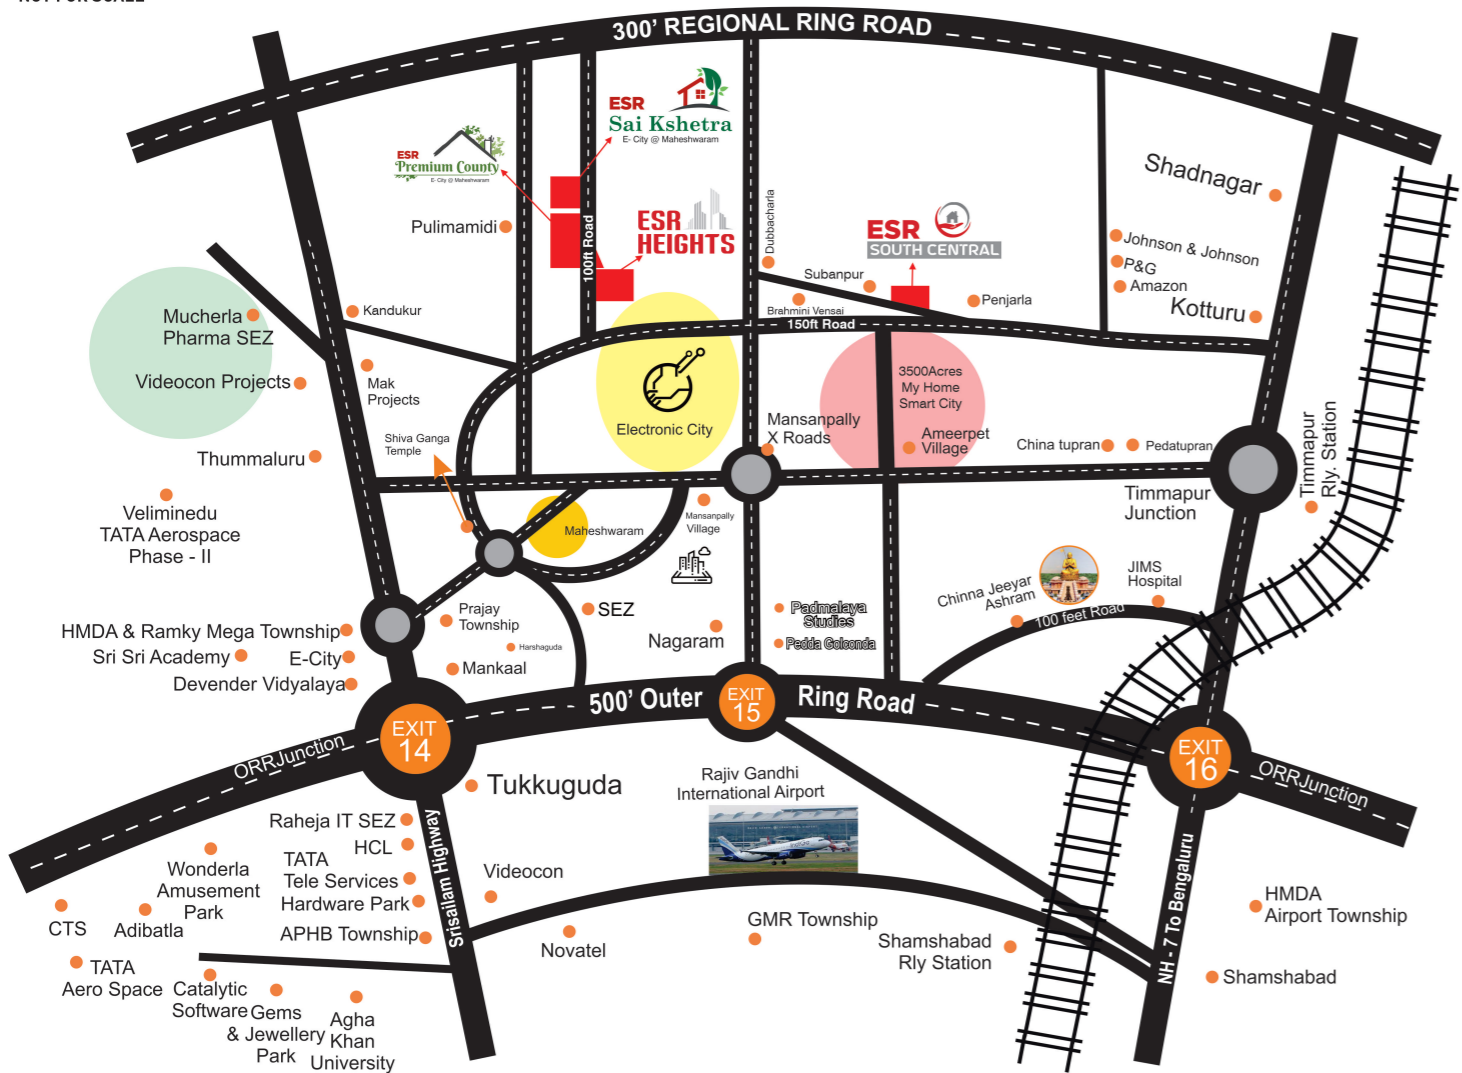 300' REGIONAL RING ROAD
ESR
Sai Kshetra
E- City @ Maheshwaram
ESR
Premium County
E- City @ Maheshwaram
Pulimamidi
100ft Road
ESR
HEIGHTS
Dubbacharla
ESR
SOUTH CENTRAL
Subanpur
Brahmini Vensai
Penjarla
150ft Road
Shadnagar
Johnson & Johnson
P&G
Amazon
Kotturu
Mucherla
Pharma SEZ
Videocon Projects
Kandukur
Mak
Projects
Shiva Ganga
Temple
Electronic City
3500Acres
My Home
Smart City
Mansanpally
X Roads
Ameerpet
Village
China tupran
Pedatupran
Timmapur
Rly. Station
Timmapur
Junction
Thummaluru
Veliminedu
TATA Aerospace
Phase - II
Maheshwaram
Mansanpally
Village
SEZ
Nagaram
Padmalaya
Studies
Pedda Golconda
Chinna Jeeyar
Ashram
JIMS
Hospital
100 feet Road
HMDA & Ramky Mega Township
Sri Sri Academy
E-City
Devender Vidyalaya
Prajay
Township
Harshaguda
Mankaal
500' Outer
Ring Road
EXIT
14
EXIT
15
EXIT
16
ORRJunction
ORRJunction
Tukkuguda
Rajiv Gandhi
International Airport
Raheja IT SEZ
HCL
TATA
Tele Services
Hardware Park
APHB Township
Srisailam Highway
Videocon
Novatel
GMR Township
Shamshabad
Rly Station
NH - 7 To Bengaluru
HMDA
Airport Township
Shamshabad
Wonderla
Amusement
Park
CTS
Adibatla
TATA
Aero Space
Catalytic
Software
Gems
& Jewellery
Park
Agha
Khan
University